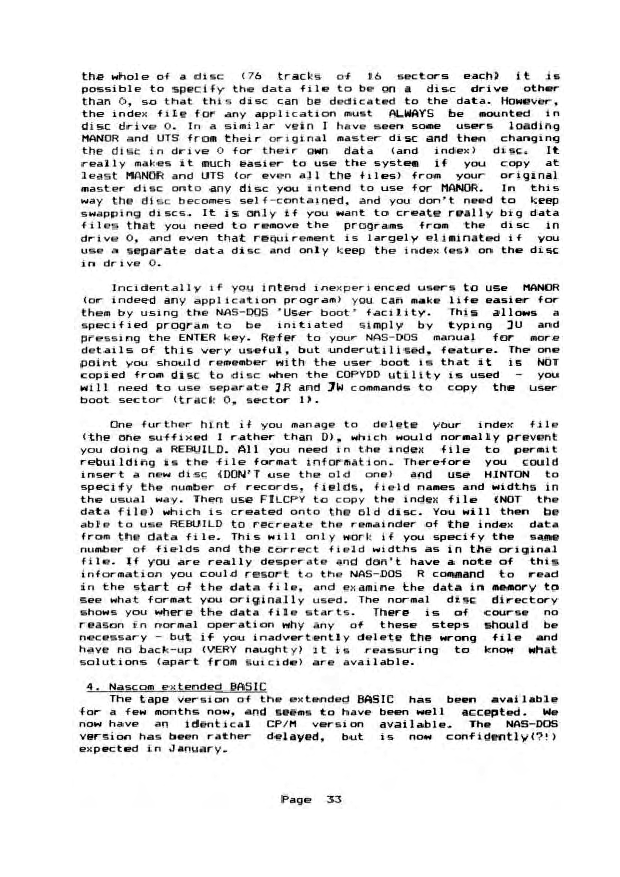 the whole of a disc (76 tracks of 16 sectors each) it is
possible to specify the data file to be on a disc drive other
than 0, so that this disc can be dedicated to the data. However,
the index file for any application must ALWAYS be mounted in
disc drive 0. In a similar vein I have seen some users loading
MANOR and UTS from their original master disc and then changing
the disc in drive 0 for their own data (and index) disc. It
really makes it much easier to use the system if you copy at
least MANOR and UTS (or even all the files) from your original
master disc onto any disc you intend to use for MANOR. In this
way the disc becomes self-contained, and you don't need to keep
swapping discs. It is only if you want to create really big data
files that you need to remove the programs from the disc in
drive 0, and even that requirement is largely eliminated if you
use a separate data disc and only keep the index(es) on the disc
in drive 0.
Incidentally if you intend inexperienced users to use MANOR
(or indeed any application program) you can make life easier for
them by using the NAS-DOS 'User boot' facility. This allows a
specified program to be initiated simply by typing ]U and
pressing the ENTER key. Refer to your NAS-DOS manual for more
details of this very useful, but underutilised, feature. The one
point you should remember with the user boot is that it is NOT
copied from disc to disc when the COPYDD utility is used - you
will need to use separate ]R and ]W commands to copy the user
boot sector (track 0, sector 1).
One further hint if you manage to delete your index file
(the one suffixed I rather than D), which would normally prevent
you doing a REBUILD. All you need in the index file to permit
rebuilding is the file format information. Therefore you could
insert a new disc (DON'T use the old one) and use HINTON to
specify the number of records, fields, field names and widths in
the usual way. Then use FILCPY to copy the index file (NOT the
data file) which is created onto the old disc. You will then be
able to use REBUILD to recreate the remainder of the index data
from the data file. This will only work if you specify the same
number of fields and the correct field widths as in the original
file. If you are really desperate and don't have a note of this
information you could resort to the NAS-DOS R command to read
in the start of the data file, and examine the data in memory to
see what format you originally used. The normal disc directory
shows you where the data file starts. There is of course no
reason in normal operation why any of these steps should be
necessary - but if you inadvertently delete the wrong file and
have no back-up (VERY naughty) it is reassuring to know what
solutions (apart from suicide) are available.
4. Nascom extended BASIC
The tape version of the extended BASIC has been available
for a few months now, and seems to have been well accepted. We
now have an identical CP/M version available. The NAS-DOS
version has been rather delayed, but is now confidently(?!)
expected in January.
Page 33